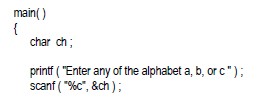 main( )
{
char ch ;
printf ( "Enter any of the alphabet a, b, or c " ) ;
scanf ( "%c", &ch ) ;